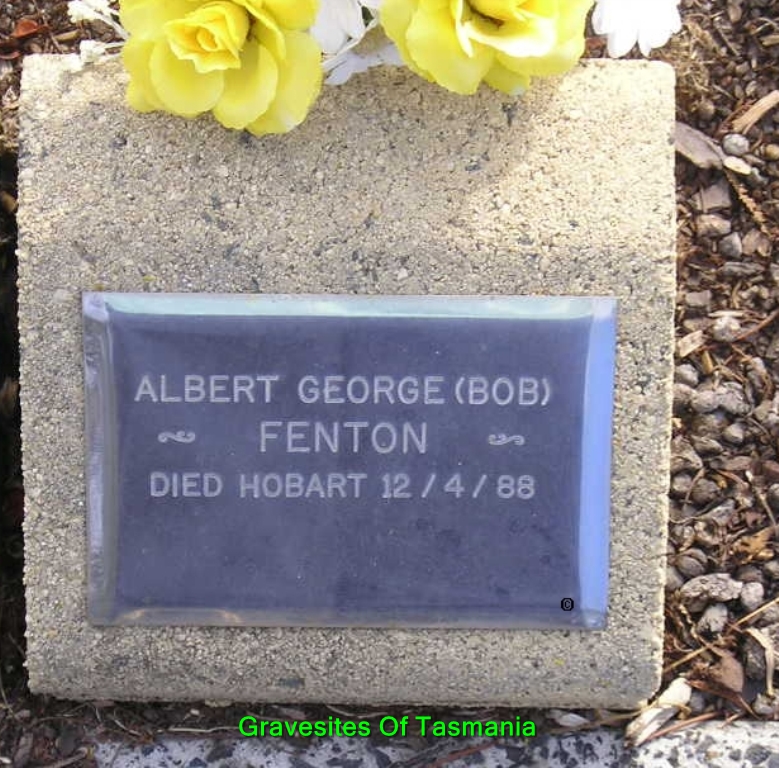 ALBERT GEORGE (BOB)
FENTON
DIED HOBART 12/4/88
©
Gravesites Of Tasmania